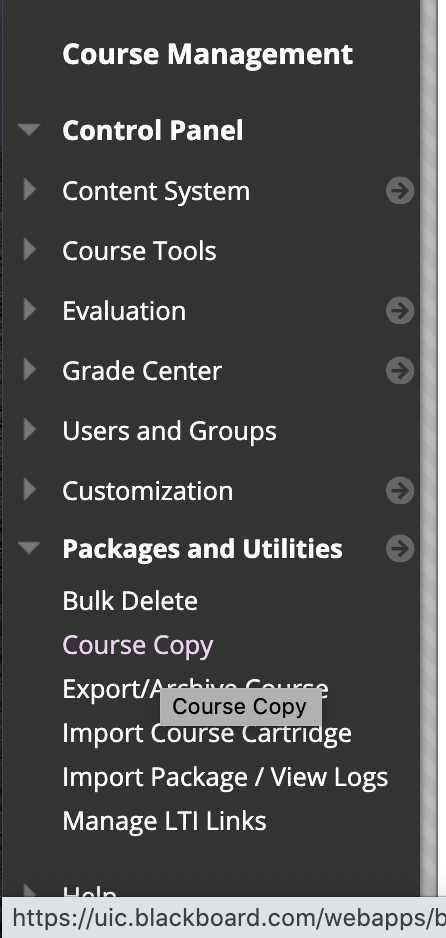 Course Management
Control Panel
Content System
Course Tools
Evaluation
Grade Center
Users and Groups
Customization
Packages and Utilities
Bulk Delete
Course Copy
Export/Archive Course
Course Copy
Import Course Cartridge
Import Package / View Logs
Manage LTI Links
Help
https://uic.blackboard.com/webapps/b